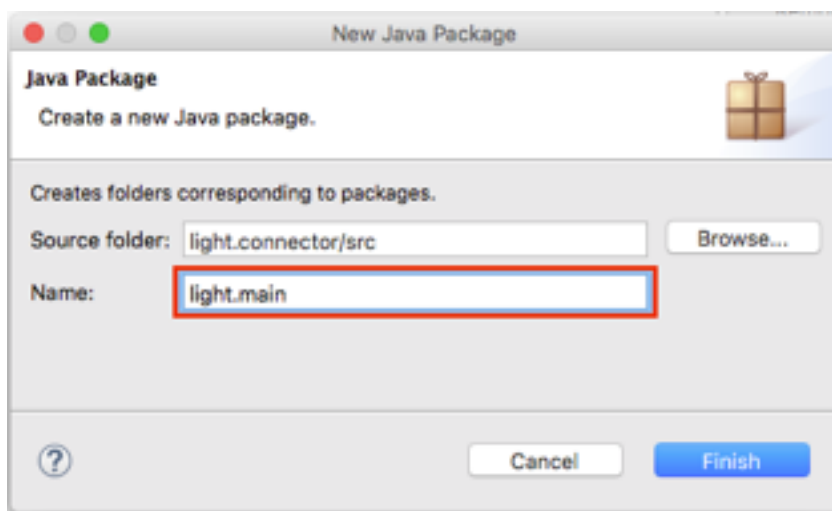 New Java Package
Java Package
Create a new Java package.
Creates folders corresponding to packages.
Source folder: light.connector/src Browse...
Name: light.main
? Cancel Finish